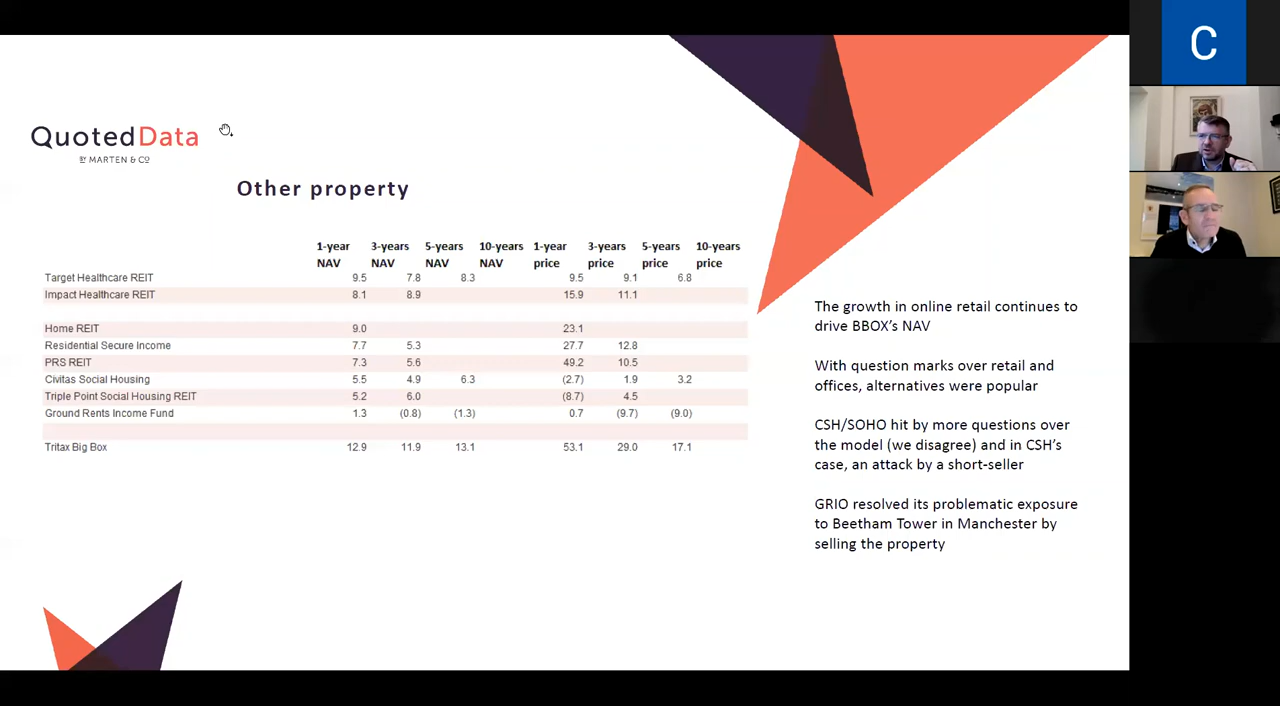 C
QuotedData
BY MARTEN & CO
Other property
1-year 3-years 5-years 10-years 1-year 3-years 5-years 10-years
NAV NAV NAV NAV price price price price
Target Healthcare REIT 9.5 7.8 8.3 9.5 9.1 6.8
Impact Healthcare REIT 8.1 8.9 15.9 11.1
Home REIT 9.0 23.1
Residential Secure Income 7.7 5.3 27.7 12.8
PRS REIT 7.3 5.6 49.2 10.5
Civitas Social Housing 5.5 4.9 6.3 (2.7) 1.9 3.2
Triple Point Social Housing REIT 5.2 6.0 (8.7) 4.5
Ground Rents Income Fund 1.3 (0.8) (1.3) 0.7 (9.7) (9.0)
Tritax Big Box 12.9 11.9 13.1 53.1 29.0 17.1
The growth in online retail continues to
drive BBOX's NAV
With question marks over retail and
offices, alternatives were popular
CSH/SOHO hit by more questions over
the model (we disagree) and in CSH's
case, an attack by a short-seller
GRIO resolved its problematic exposure
to Beetham Tower in Manchester by
selling the property